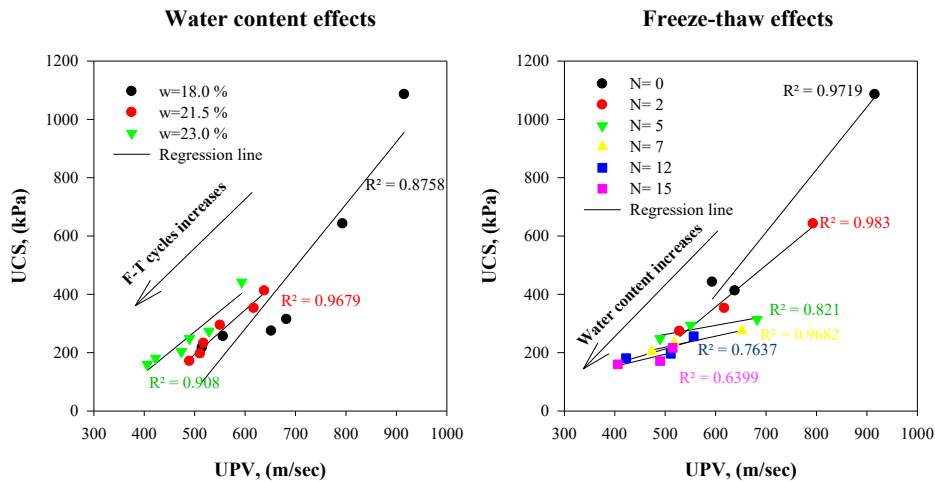 Water content effects
1200
1000
800
600
400
200
0
300 400 500 600 700 800 900 1000
UCS, (kPa)
UPV, (m/sec)
w=18.0 %
w=21.5 %
w=23.0 %
Regression line
F-T cycles increases
R² = 0.8758
R² = 0.9679
R² = 0.908
Freeze-thaw effects
1200
1000
800
600
400
200
0
300 400 500 600 700 800 900 1000
UCS, (kPa)
UPV, (m/sec)
N= 0
N= 2
N= 5
N= 7
N= 12
N= 15
Regression line
Water content increases
R² = 0.9719
R² = 0.983
R² = 0.821
R² = 0.9682
R² = 0.7637
R² = 0.6399